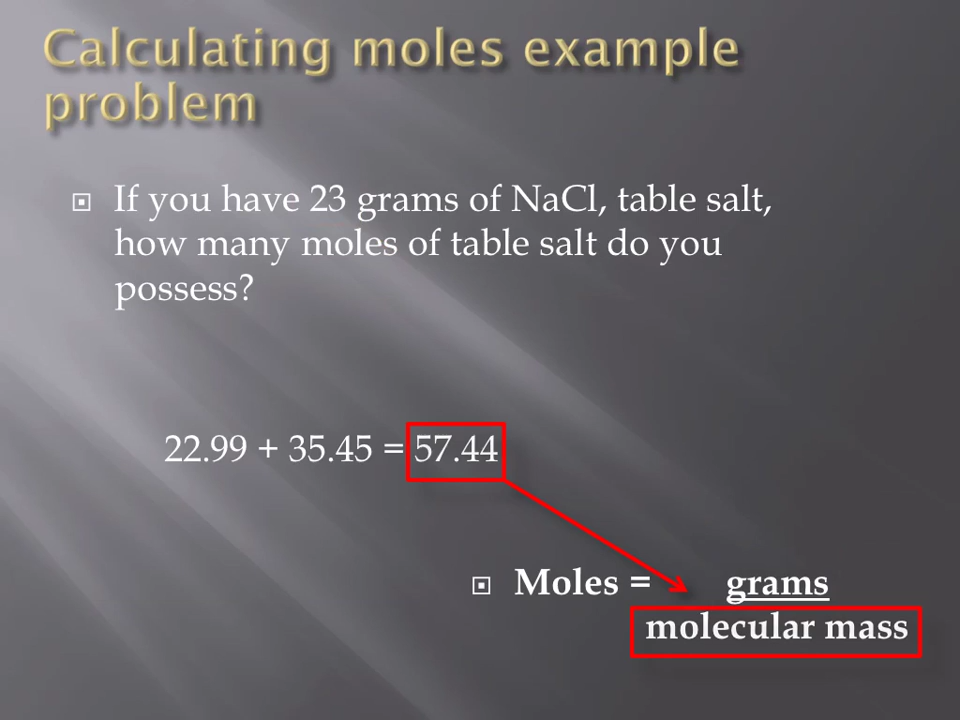 Calculating moles example
problem
If you have 23 grams of NaCl, table salt,
how many moles of table salt do you
possess?
22.99 + 35.45 = 57.44
Moles = grams
molecular mass